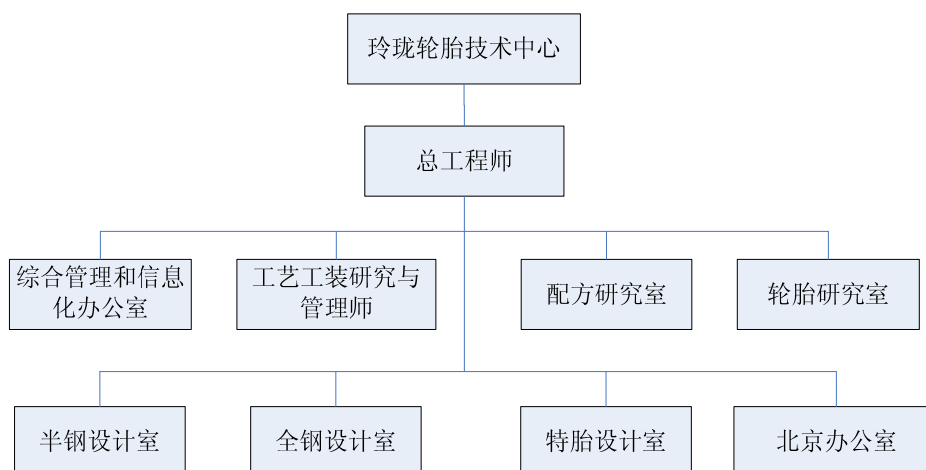 玲珑轮胎技术中心
总工程师
综合管理和信息
化办公室
工艺工装研究与
管理师
配方研究室
轮胎研究室
半钢设计室
全钢设计室
特胎设计室
北京办公室